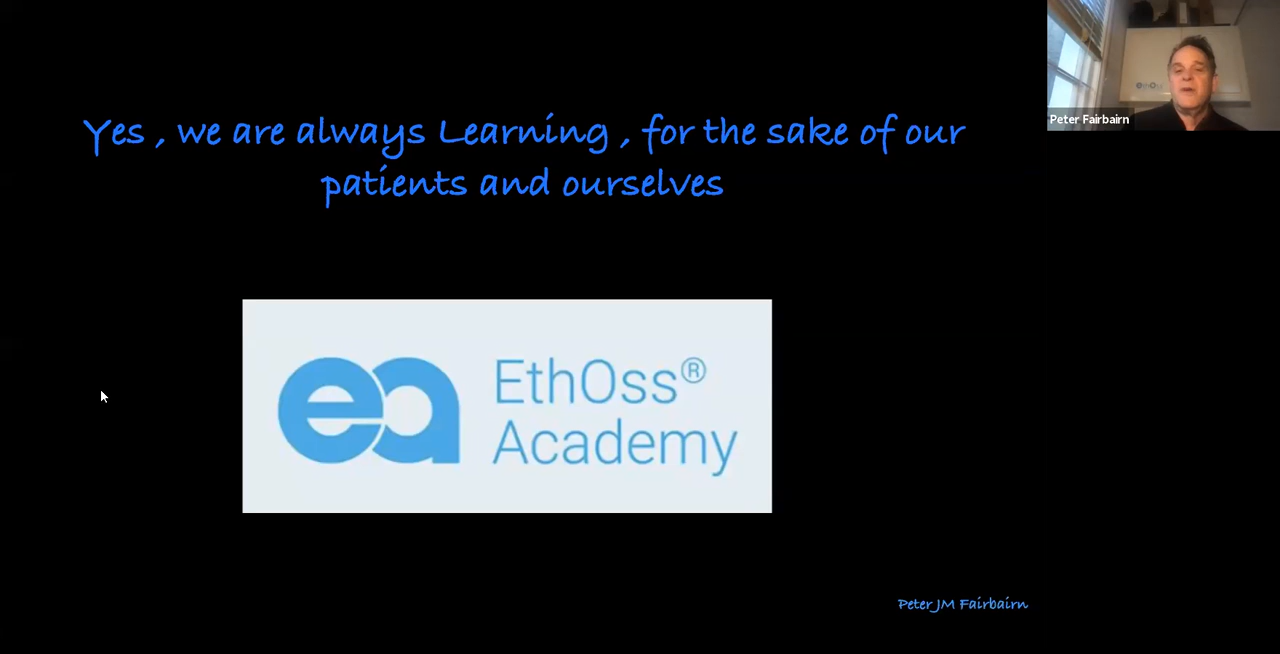 Yes , we are always Learning , for the sake of our
patients and ourselves
Peter Fairbairn
EthOss
ea
EthOss®
Academy
Peter JM Fairbairn